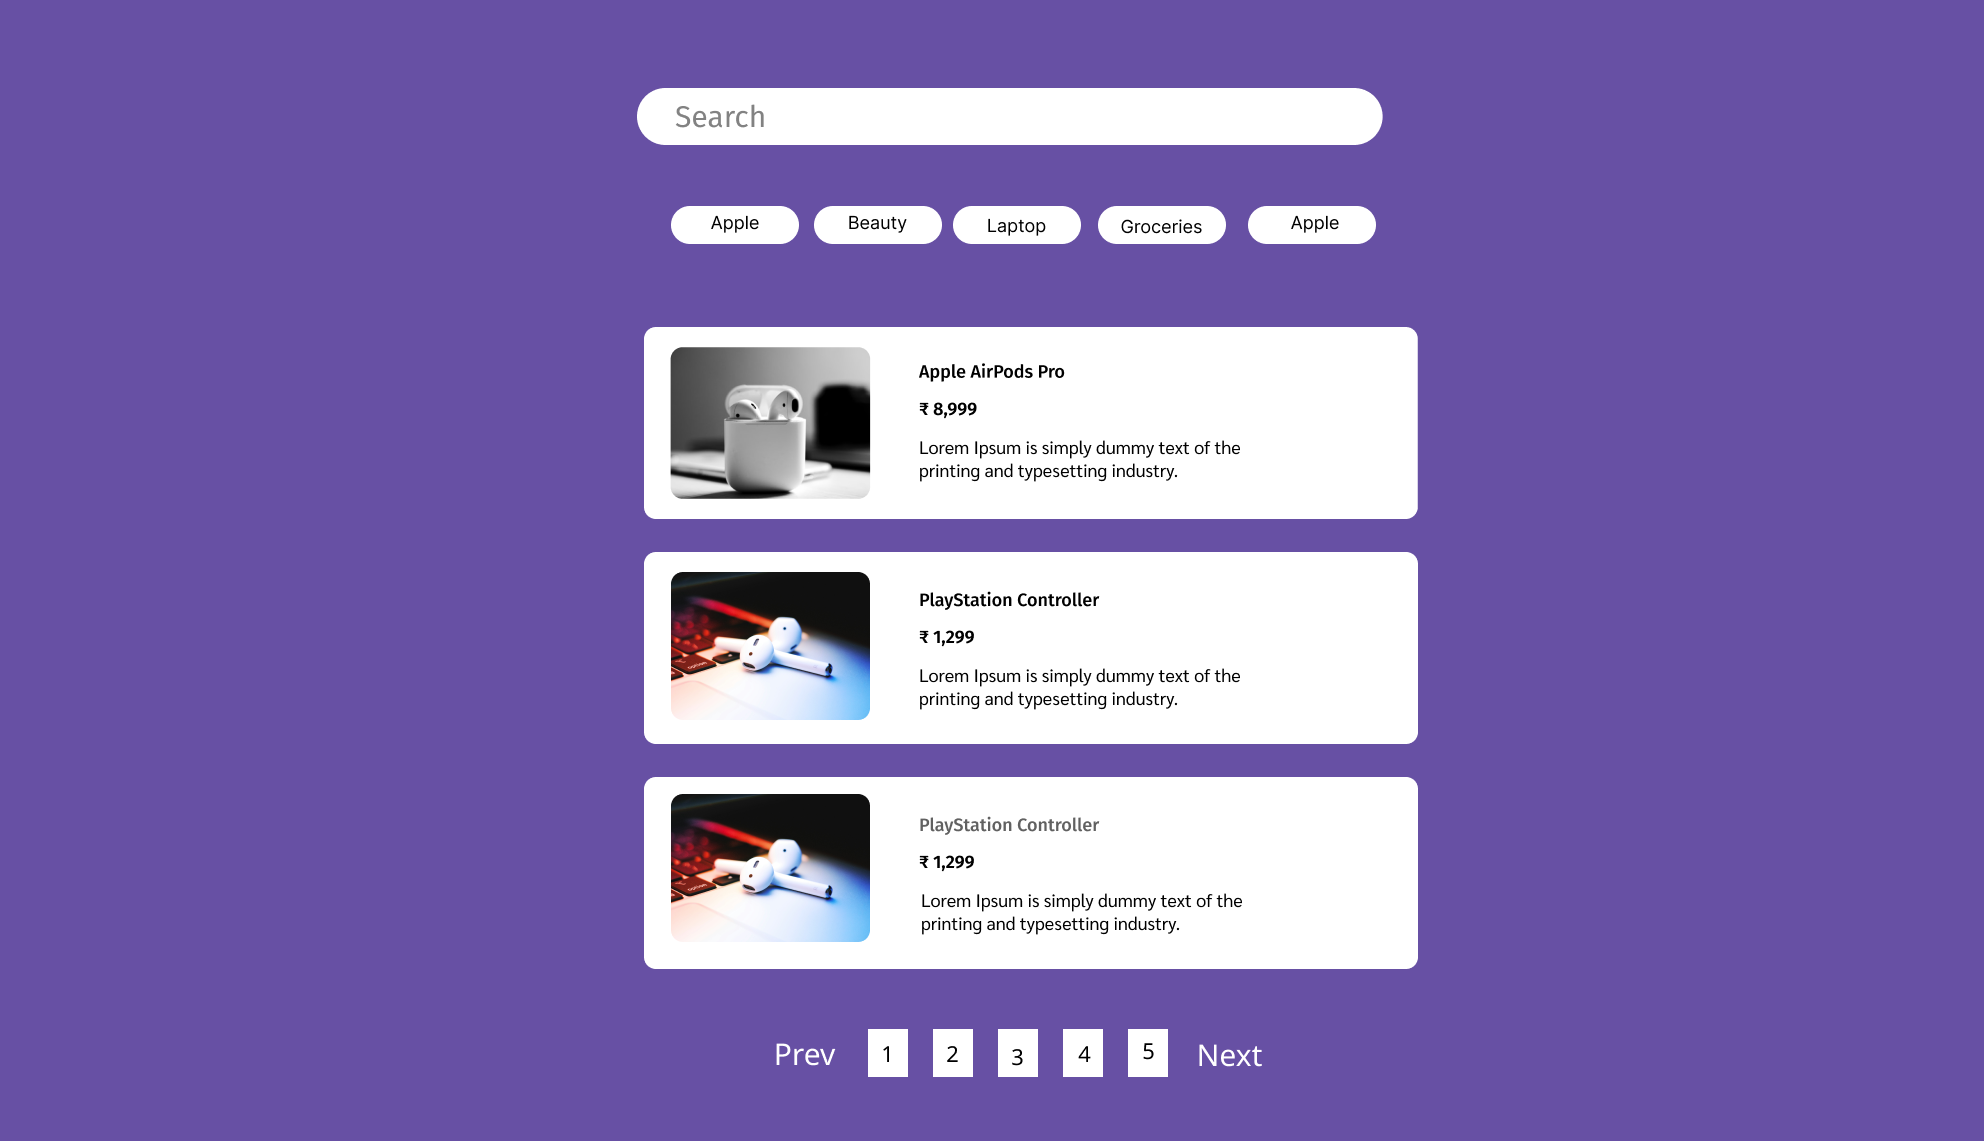 Search
Apple
Beauty
Laptop
Groceries
Apple
Apple AirPods Pro
₹ 8,999
Lorem Ipsum is simply dummy text of the
printing and typesetting industry.
PlayStation Controller
₹ 1,299
Lorem Ipsum is simply dummy text of the
printing and typesetting industry.
option
PlayStation Controller
₹ 1,299
Lorem Ipsum is simply dummy text of the
printing and typesetting industry.
option
Prev 1 2 3 4 5 Next